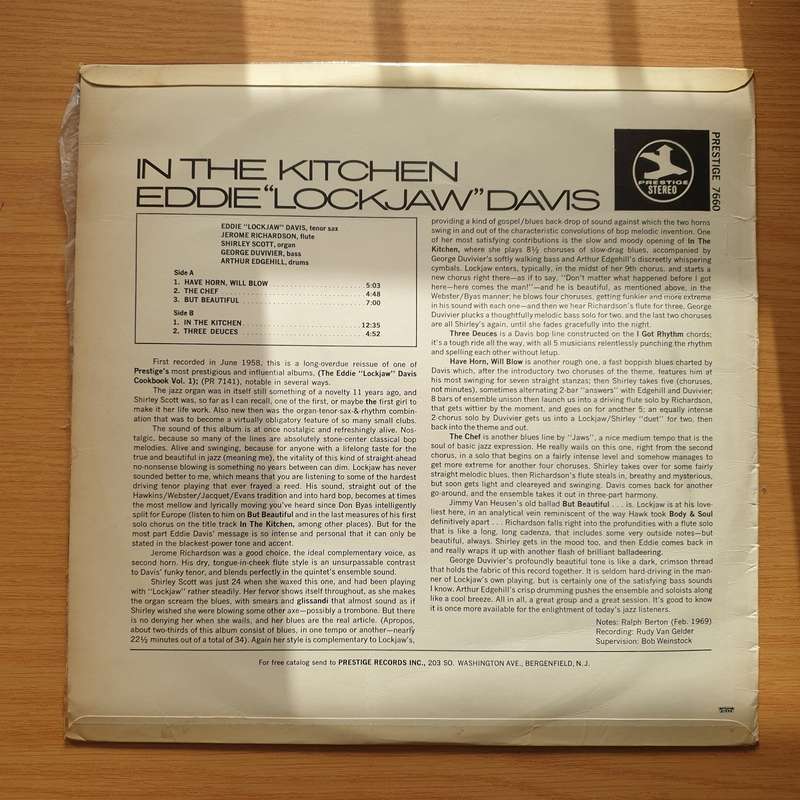 IN THE KITCHEN
EDDIE "LOCKJAW" DAVIS
PRESTIGE
STEREO
PRESTIGE 7660
EDDIE "LOCKJAW" DAVIS, tenor sax
JEROME RICHARDSON, flute
SHIRLEY SCOTT, organ
GEORGE DUVIVIER, bass
ARTHUR EDGEHILL, drums
Side A
1. HAVE HORN, WILL BLOW 5:03
2. THE CHEF 4:48
3. BUT BEAUTIFUL 7:00
Side B
1. IN THE KITCHEN 12:35
2. THREE DEUCES 4:52
First recorded in June 1958, this is a long-overdue reissue of one of
Prestige's most prestigious and influential albums, (The Eddie "Lockjaw" Davis
Cookbook Vol. 1); (PR 7141), notable in several ways.
The jazz organ was in itself still something of a novelty 11 years ago, and
Shirley Scott was, so far as I can recall, one of the first, or maybe the first girl to
make it her life work. Also new then was the organ-tenor-sax-&-rhythm combin-
ation that was to become a virtually obligatory feature of so many small clubs.
The sound of this album is at once nostalgic and refreshingly alive. Nos-
talgic, because so many of the lines are absolutely stone-center classical bop
melodies. Alive and swinging, because for anyone with a lifelong taste for the
true and beautiful in jazz (meaning me), the vitality of this kind of straight-ahead
no-nonsense blowing is something no years between can dim. Lockjaw has never
sounded better to me, which means that you are listening to some of the hardest
driving tenor playing that ever frayed a reed. His sound, straight out of the
Hawkins/Webster/Jacquet/Evans tradition and into hard bop, becomes at times
the most mellow and lyrically moving you've heard since Don Byas intelligently
split for Europe (listen to him on But Beautiful and in the last measures of his first
solo chorus on the title track In The Kitchen, among other places). But for the
most part Eddie Davis' message is so intense and personal that it can only be
stated in the blackest-power tone and accent.
Jerome Richardson was a good choice, the ideal complementary voice, as
second horn. His dry, tongue-in-cheek flute style is an unsurpassable contrast
to Davis' funky tenor, and blends perfectly in the quintet's ensemble sound.
Shirley Scott was just 24 when she waxed this one, and had been playing
with "Lockjaw" rather steadily. Her fervor shows itself throughout, as she makes
the organ scream the blues, with smears and glissandi that almost sound as if
Shirley wished she were blowing some other axe—possibly a trombone. But there
is no denying her when she wails, and her blues are the real article. (Apropos,
about two-thirds of this album consist of blues, in one tempo or another—nearly
22½ minutes out of a total of 34). Again her style is complementary to Lockjaw's,
providing a kind of gospel/blues back-drop of sound against which the two horns
swing in and out of the characteristic convolutions of bop melodic invention. One
of her most satisfying contributions is the slow and moody opening of In The
Kitchen, where she plays 8½ choruses of slow-drag blues, accompanied by
George Duvivier's softly walking bass and Arthur Edgehill's discreetly whispering
cymbals. Lockjaw enters, typically, in the midst of her 9th chorus, and starts a
new chorus right there—as if to say, "Don't matter what happened before I got
here—here comes the man!"—and he is beautiful, as mentioned above, in the
Webster/Byas manner; he blows four choruses, getting funkier and more extreme
in his sound with each one—and then we hear Richardson's flute for three. George
Duvivier plucks a thoughtfully melodic bass solo for two, and the last two choruses
are all Shirley's again, until she fades gracefully into the night.
Three Deuces is a Davis bop line constructed on the I Got Rhythm chords;
it's a tough ride all the way, with all 5 musicians relentlessly punching the rhythm
and spelling each other without letup.
Have Horn, Will Blow is another rough one, a fast boppish blues charted by
Davis which, after the introductory two choruses of the theme, features him at
his most swinging for seven straight stanzas; then Shirley takes five (choruses,
not minutes), sometimes alternating 2-bar "answers" with Edgehill and Duvivier;
8 bars of ensemble unison then launch us into a driving flute solo by Richardson,
that gets wittier by the moment, and goes on for another 5; an equally intense
2-chorus solo by Duvivier gets us into a Lockjaw/Shirley "duet" for two, then
back into the theme and out.
The Chef is another blues line by "Jaws", a nice medium tempo that is the
soul of basic jazz expression. He really wails on this one, right from the second
chorus, in a solo that begins on a fairly intense level and somehow manages to
get more extreme for another four choruses. Shirley takes over for some fairly
straight melodic blues, then Richardson's flute steals in, breathy and mysterious,
but soon gets light and cleareyed and swinging. Davis comes back for another
go-around, and the ensemble takes it out in three-part harmony.
Jimmy Van Heusen's old ballad But Beautiful . . . is. Lockjaw is at his love-
liest here, in an analytical vein reminiscent of the way Hawk took Body & Soul
definitively apart . . . Richardson falls right into the profundities with a flute solo
that is like a long, long cadenza, that includes some very outside notes—but
beautiful, always. Shirley gets in the mood too, and then Eddie comes back in
and really wraps it up with another flash of brilliant balladeering.
George Duvivier's profoundly beautiful tone is like a dark, crimson thread
that holds the fabric of this record together. It is seldom hard-driving in the man-
ner of Lockjaw's own playing, but is certainly one of the satisfying bass sounds
I know. Arthur Edgehill's crisp drumming pushes the ensemble and soloists along
like a cool breeze. All in all, a great group and a great session. It's good to know
it is once more available for the enlightment of today's jazz listeners.
Notes: Ralph Berton (Feb. 1969)
Recording: Rudy Van Gelder
Supervision: Bob Weinstock
For free catalog send to PRESTIGE RECORDS INC., 203 SO. WASHINGTON AVE., BERGENFIELD, N.J.